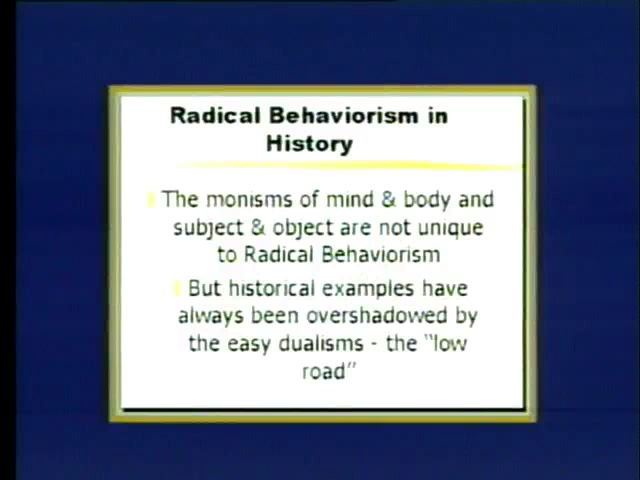 Radical Behaviorism in
History
The monisms of mind & body and
subject & object are not unique
to Radical Behaviorism
But historical examples have
always been overshadowed by
the easy dualisms - the “low
road”